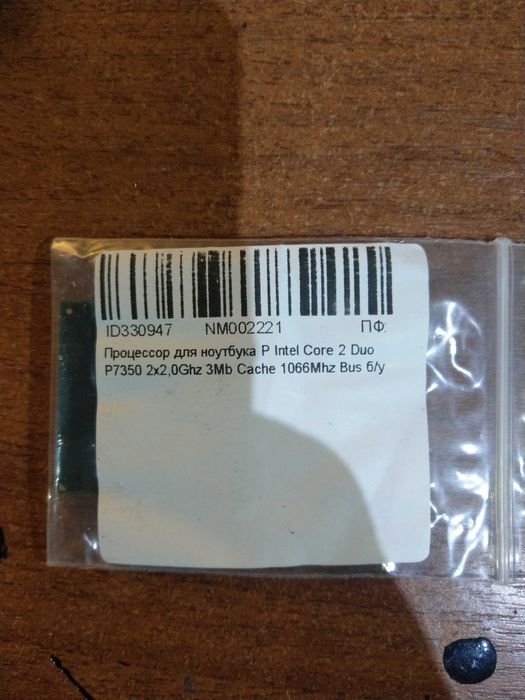 ID330947 NM002221 ПФ:
Процессор для ноутбука P Intel Core 2 Duo
P7350 2x2,0Ghz 3Mb Cache 1066Mhz Bus б/у